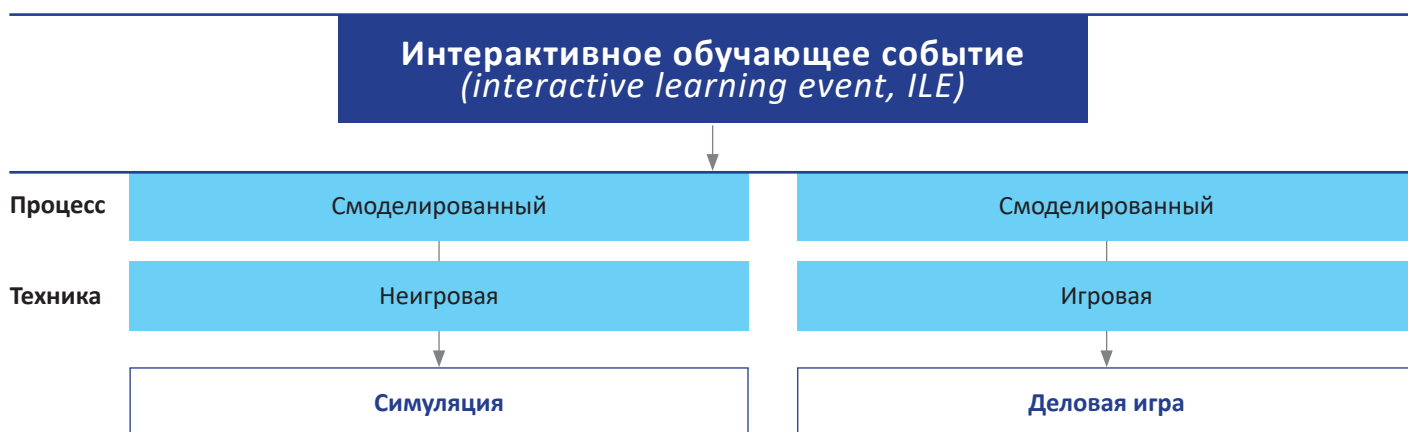 Интерактивное обучающее событие
(interactive learning event, ILE)
Процесс
Смоделированный
Смоделированный
Техника
Неигровая
Игровая
Симуляция
Деловая игра